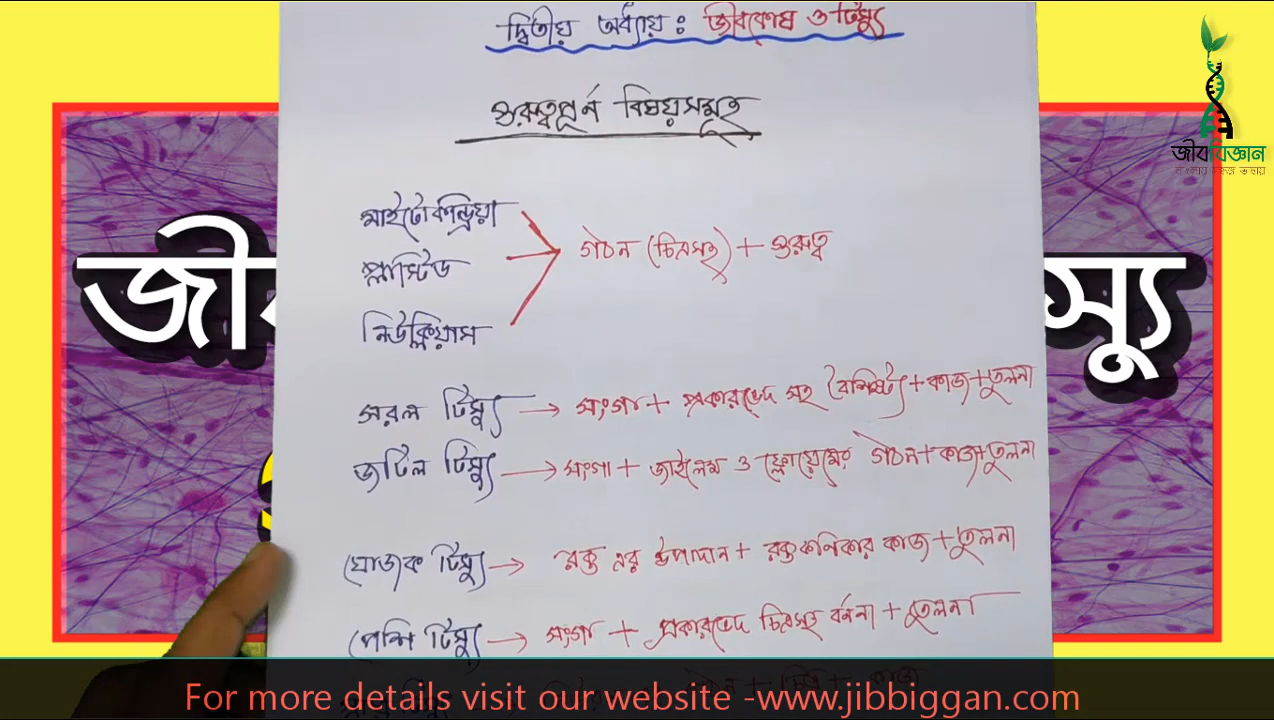 দ্বিতীয় অধ্যায় : জীবকোষ ও টিস্যু
গুরুত্বপূর্ন বিষয়সমূহ
জীববিজ্ঞান
মাইটোকন্ড্রিয়া
প্লাস্টিড
নিউক্লিয়াস
গঠন (চিত্রসহ) + গুরুত্ব
জী
স্যু
সরল টিস্যু → সংগা + প্রকারভেদ সহ বৈশিষ্ট্য + কাজ + তুলনা
জটিল টিস্যু → সংগা + জাইলেম ও ফ্লোয়েমের গঠন + কাজ + তুলনা
যোজক টিস্যু → রক্ত এর উপাদান + রক্তকণিকার কাজ + তুলনা
পেশি টিস্যু → সংগা + প্রকারভেদ চিত্রসহ বর্ননা + তুলনা
For more details visit our website -www.jibbiggan.com